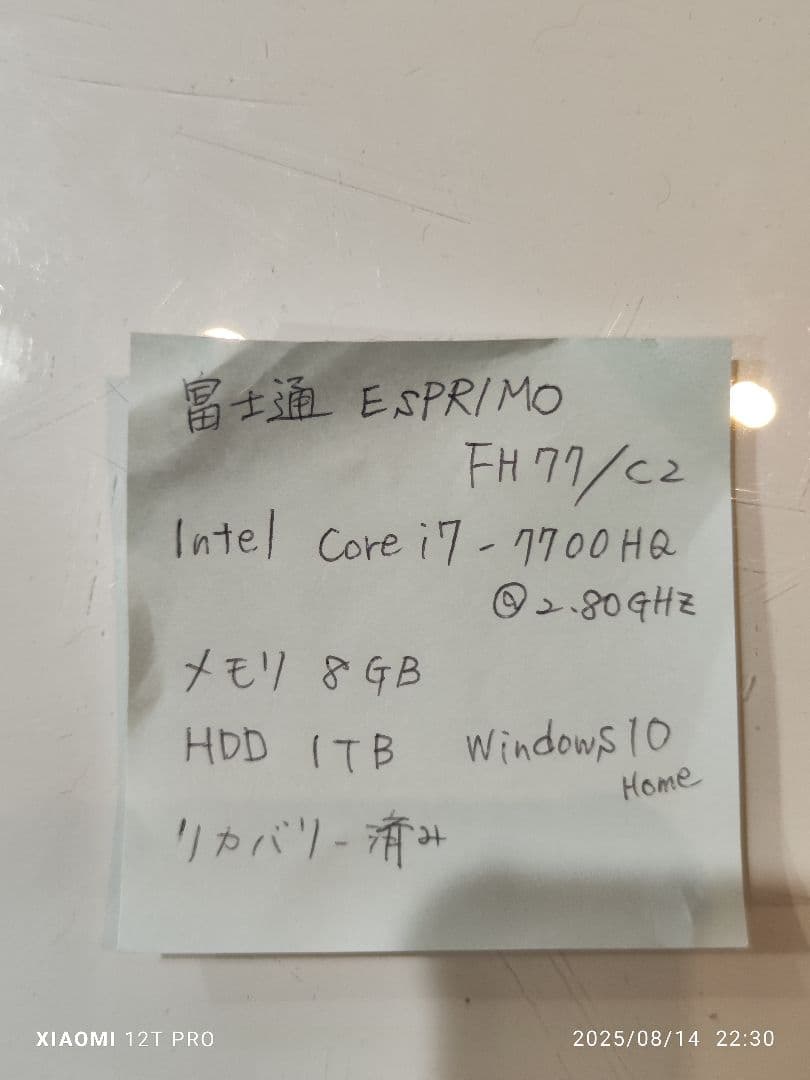 富士通 ESPRIMO
FH77/C2
Intel Core i7-7700HQ
@2.80GHz
メモリ 8GB
HDD 1TB Windows10
Home
リカバリー済み
XIAOMI 12T PRO
2025/08/14 22:30